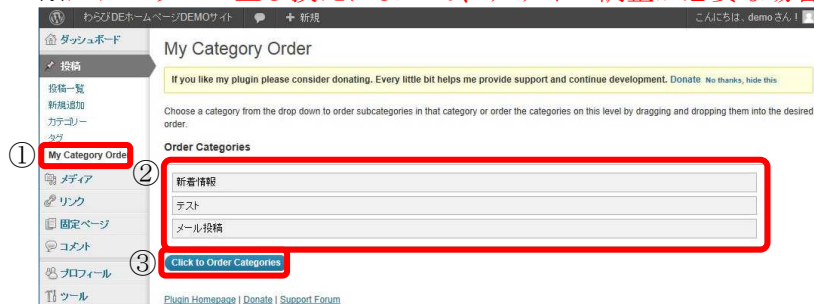 わらびDEホームページDEMOサイト + 新規 こんにちは, demoさん!
ダッシュボード
投稿
投稿一覧
新規追加
カテゴリー
タグ
① My Category Order
メディア
リンク
固定ページ
コメント
プロフィール
ツール
My Category Order
If you like my plugin please consider donating. Every little bit helps me provide support and continue development. Donate No thanks, hide this
Choose a category from the drop down to order subcategories in that category or order the categories on this level by dragging and dropping them into the desired
order.
Order Categories
②
新着情報
テスト
メール投稿
③ Click to Order Categories
Plugin Homepage | Donate | Support Forum